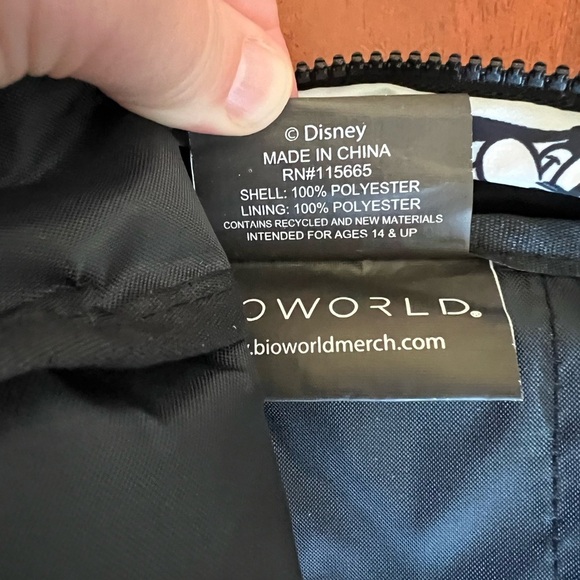 © Disney
MADE IN CHINA
RN#115665
SHELL: 100% POLYESTER
LINING: 100% POLYESTER
CONTAINS RECYCLED AND NEW MATERIALS
INTENDED FOR AGES 14 & UP
OWORLD®
.bioworldmerch.com